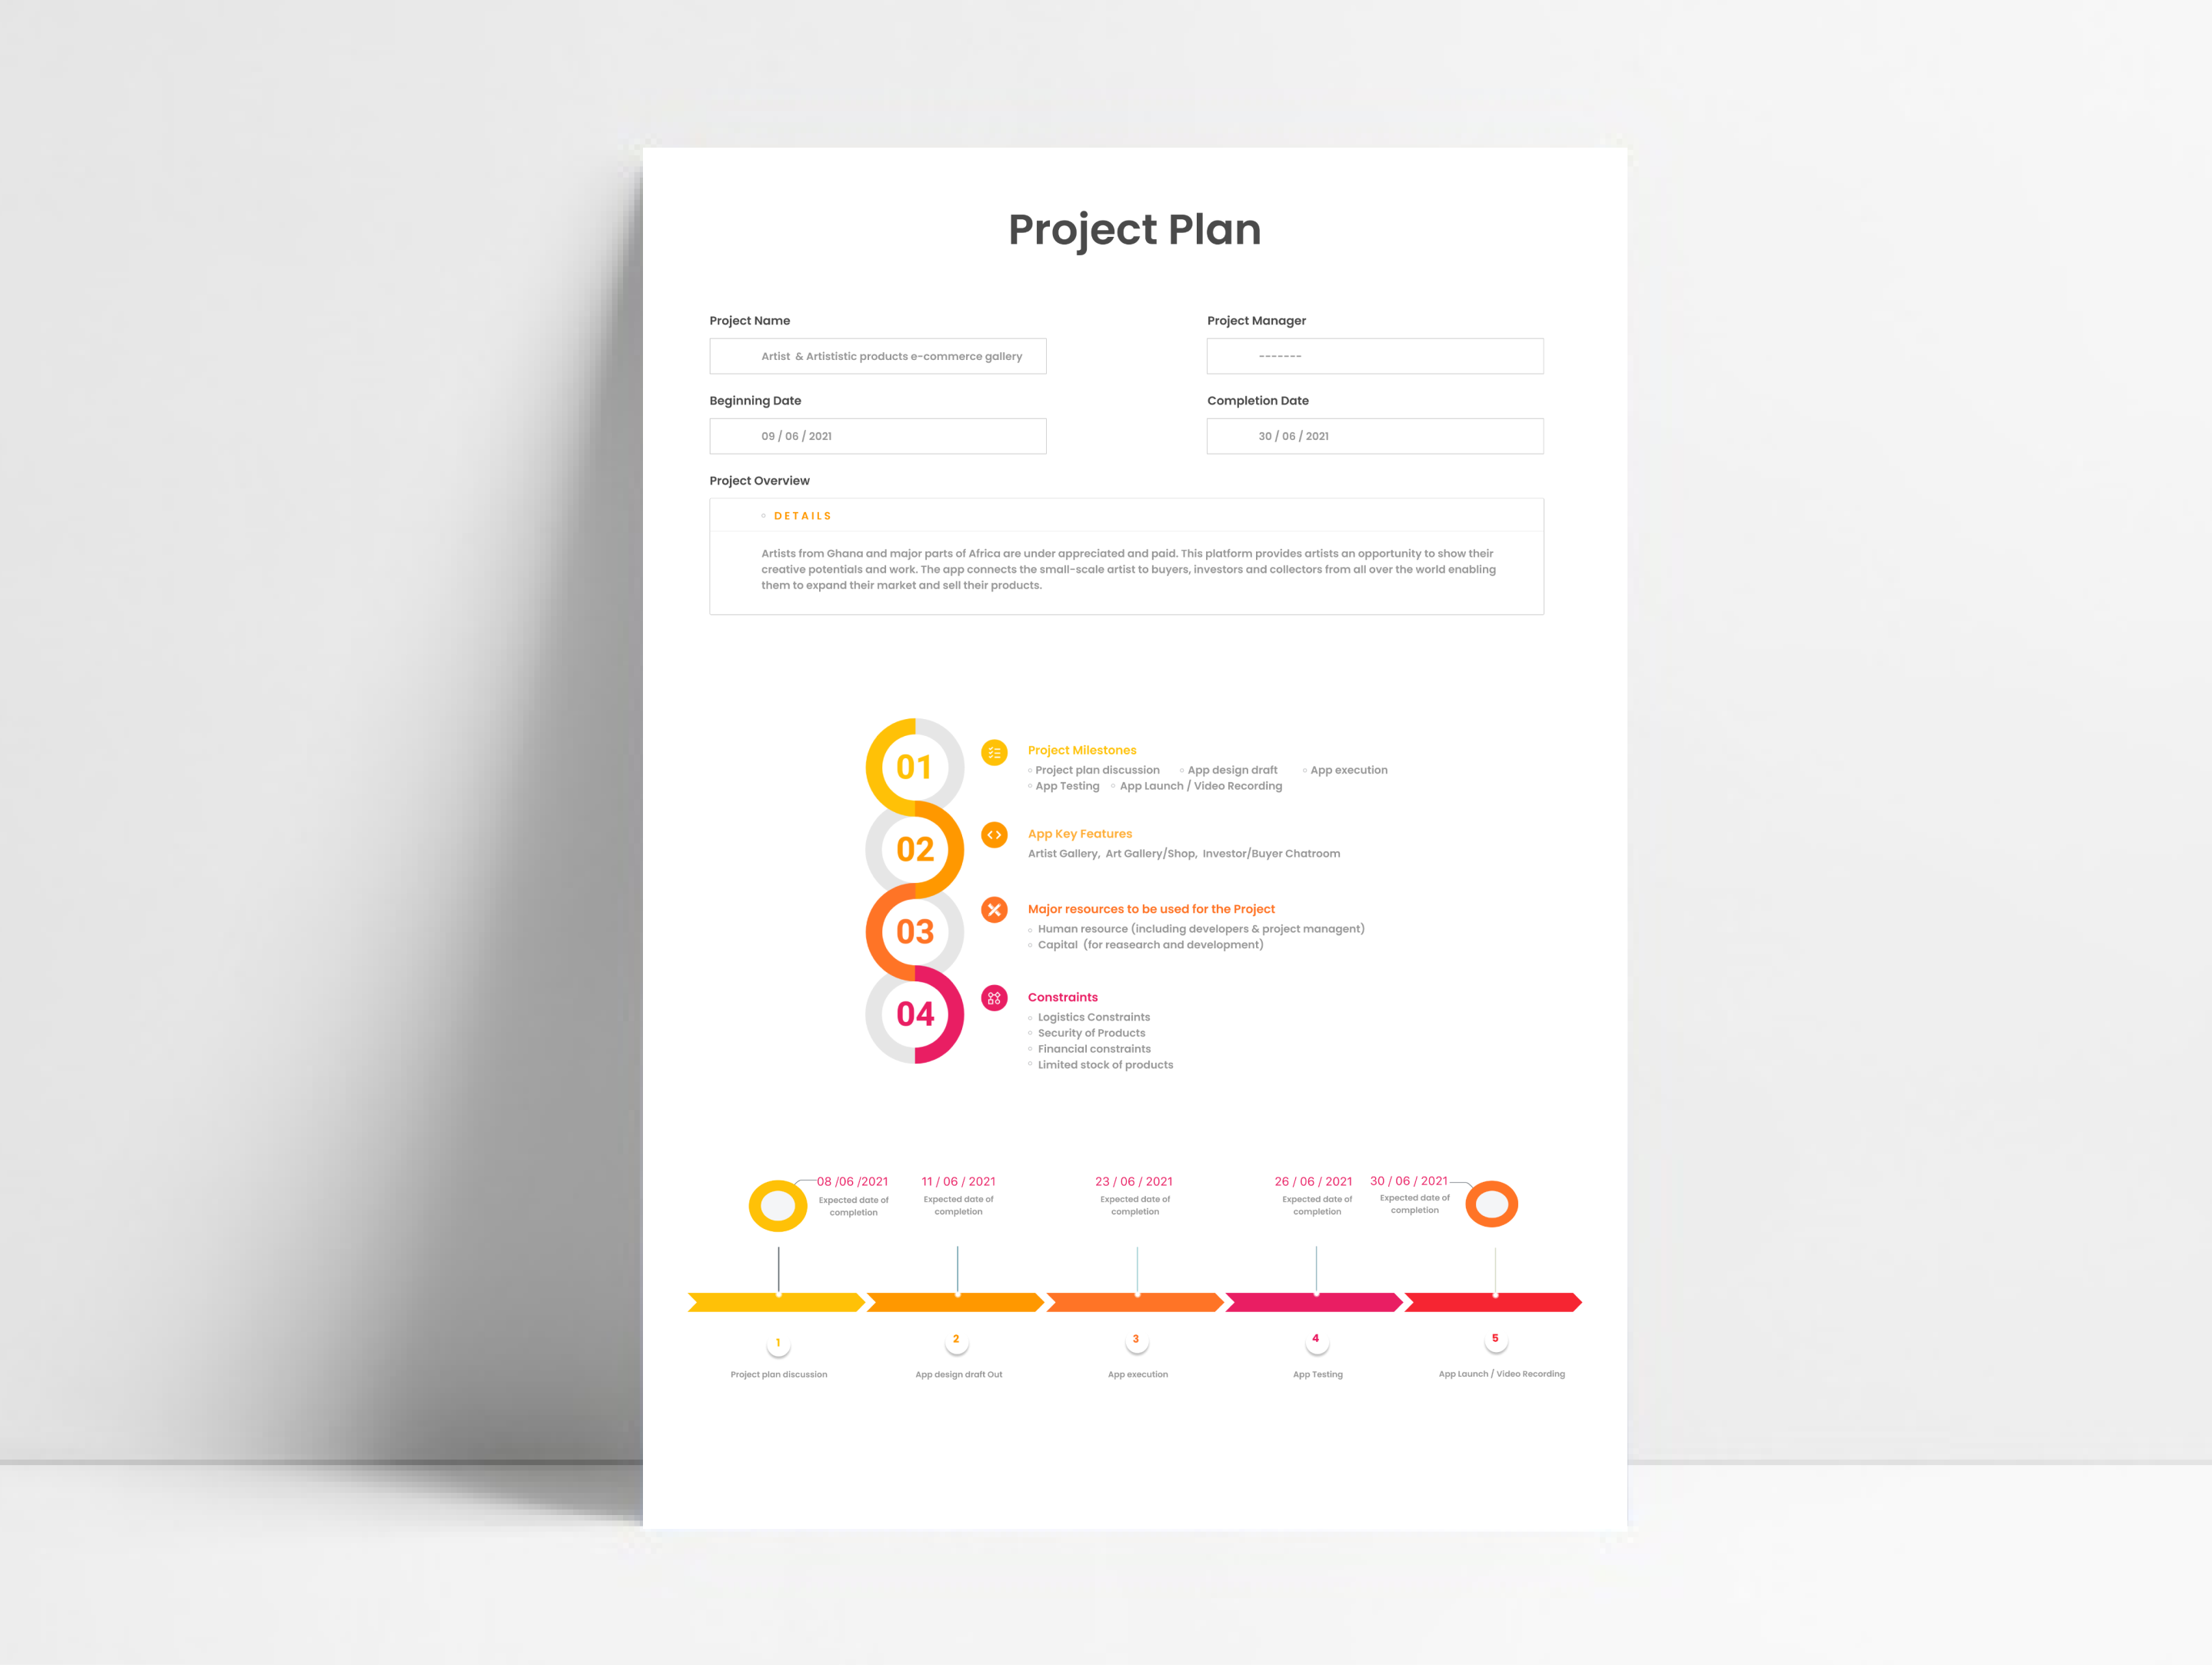 Project Plan
Project Name
Project Manager
Artist & Artististic products e-commerce gallery
-------
Beginning Date
Completion Date
09 / 06 / 2021
30 / 06 / 2021
Project Overview
DETAILS
Artists from Ghana and major parts of Africa are under appreciated and paid. This platform provides artists an opportunity to show their
creative potentials and work. The app connects the small-scale artist to buyers, investors and collectors from all over the world enabling
them to expand their market and sell their products.
01
Project Milestones
Project plan discussion App design draft App execution
App Testing App Launch / Video Recording
02
App Key Features
Artist Gallery, Art Gallery/Shop, Investor/Buyer Chatroom
03
Major resources to be used for the Project
Human resource (including developers & project managent)
Capital (for reasearch and development)
04
Constraints
Logistics Constraints
Security of Products
Financial constraints
Limited stock of products
08 /06 /2021
Expected date of
completion
11 / 06 / 2021
Expected date of
completion
23 / 06 / 2021
Expected date of
completion
26 / 06 / 2021
Expected date of
completion
30 / 06 / 2021
Expected date of
completion
1
2
3
4
5
Project plan discussion
App design draft Out
App execution
App Testing
App Launch / Video Recording